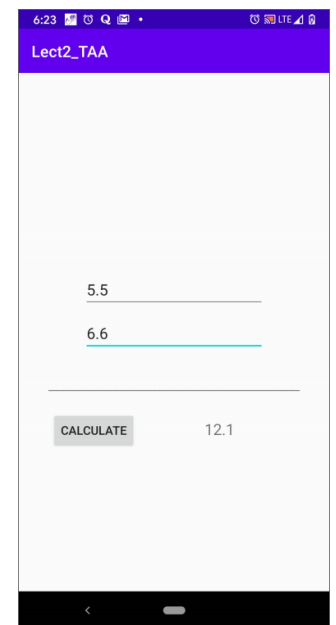 6:23 Q LTE
Lect2_TAA
5.5
6.6
CALCULATE 12.1